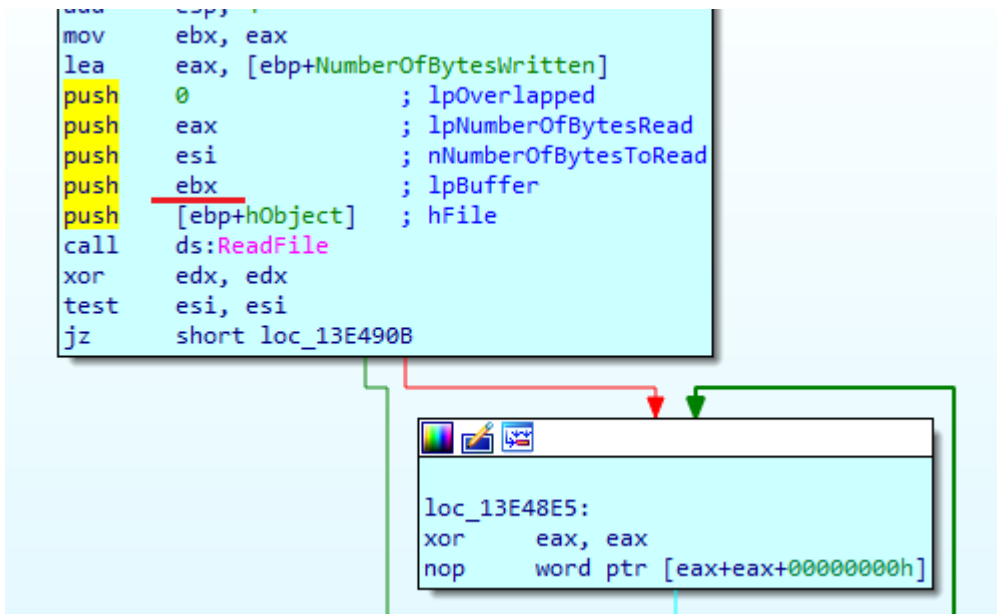 mov ebx, eax
lea eax, [ebp+NumberOfBytesWritten]
push 0 ; lpOverlapped
push eax ; lpNumberOfBytesRead
push esi ; nNumberOfBytesToRead
push ebx ; lpBuffer
push [ebp+hObject] ; hFile
call ds:ReadFile
xor edx, edx
test esi, esi
jz short loc_13E490B
loc_13E48E5:
xor eax, eax
nop word ptr [eax+eax+00000000h]